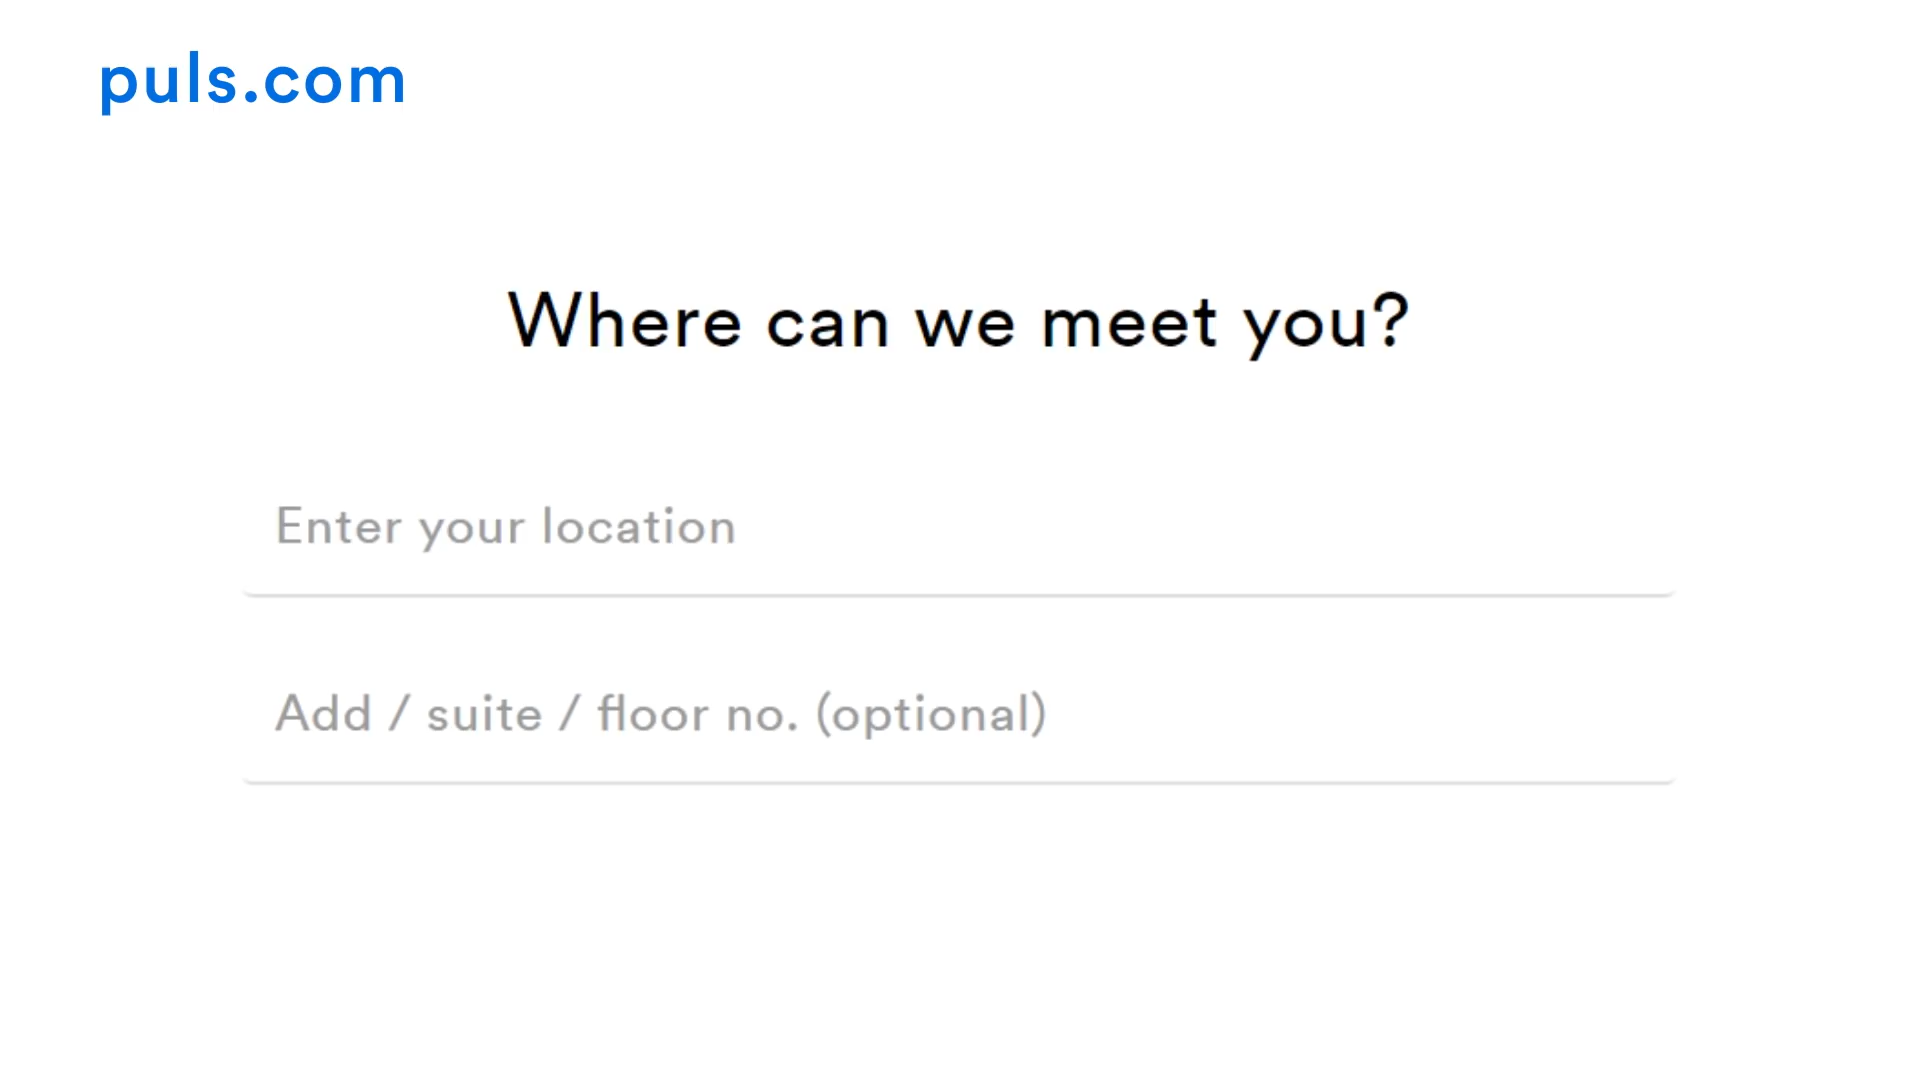 puls.com
Where can we meet you?
Enter your location
Add / suite / floor no. (optional)